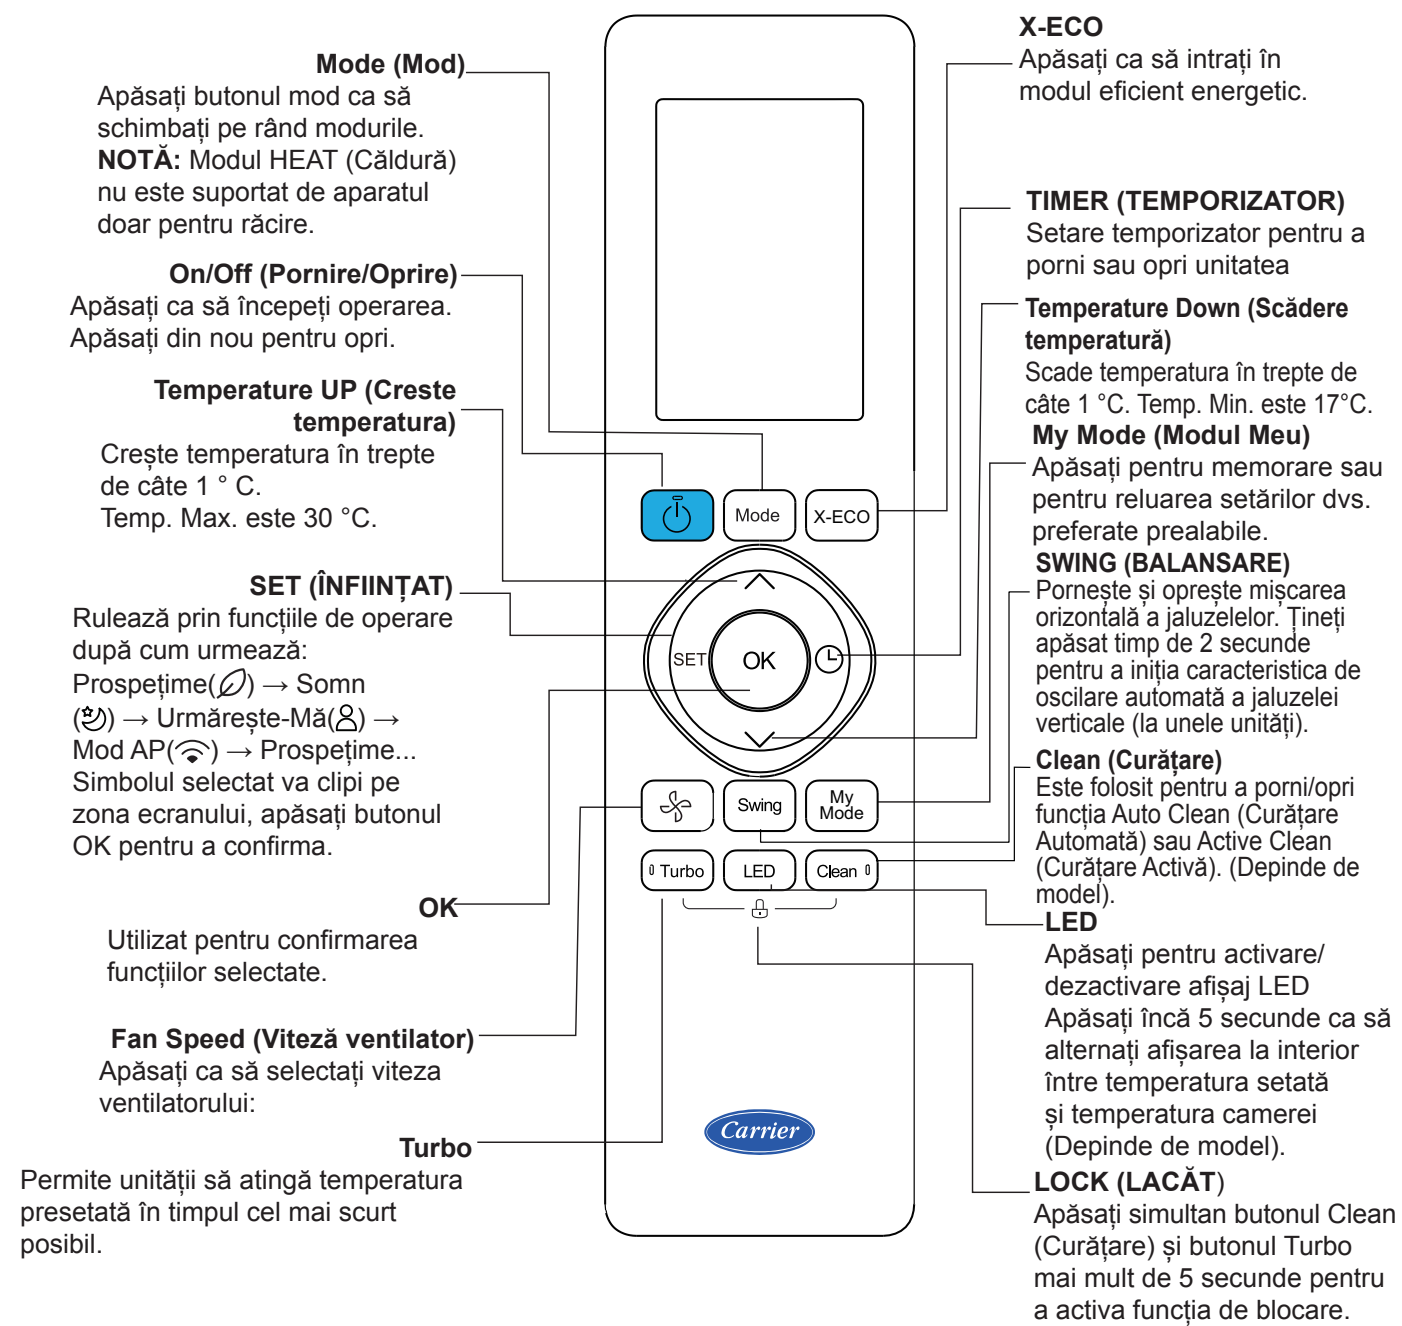 Mode (Mod)
Apăsați butonul mod ca să
schimbați pe rând modurile.
NOTĂ: Modul HEAT (Căldură)
nu este suportat de aparatul
doar pentru răcire.
On/Off (Pornire/Oprire)
Apăsați ca să începeți operarea.
Apăsați din nou pentru opri.
Temperature UP (Creste
temperatura)
Crește temperatura în trepte
de câte 1 ° C.
Temp. Max. este 30 °C.
SET (ÎNFIINȚAT)
Rulează prin funcțiile de operare
după cum urmează:
Prospețime() → Somn
() → Urmărește-Mă() →
Mod AP() → Prospețime...
Simbolul selectat va clipi pe
zona ecranului, apăsați butonul
OK pentru a confirma.
OK
Utilizat pentru confirmarea
funcțiilor selectate.
Fan Speed (Viteză ventilator)
Apăsați ca să selectați viteza
ventilatorului:
Turbo
Permite unității să atingă temperatura
presetată în timpul cel mai scurt
posibil.
Mode
X-ECO
SET
OK
Swing
My
Mode
Turbo
LED
Clean
Carrier
X-ECO
Apăsați ca să intrați în
modul eficient energetic.
TIMER (TEMPORIZATOR)
Setare temporizator pentru a
porni sau opri unitatea
Temperature Down (Scădere
temperatură)
Scade temperatura în trepte de
câte 1 °C. Temp. Min. este 17°C.
My Mode (Modul Meu)
Apăsați pentru memorare sau
pentru reluarea setărilor dvs.
preferate prealabile.
SWING (BALANSARE)
Pornește și oprește mișcarea
orizontală a jaluzelelor. Țineți
apăsat timp de 2 secunde
pentru a iniția caracteristica de
oscilare automată a jaluzelei
verticale (la unele unități).
Clean (Curățare)
Este folosit pentru a porni/opri
funcția Auto Clean (Curățare
Automată) sau Active Clean
(Curățare Activă). (Depinde de
model).
LED
Apăsați pentru activare/
dezactivare afișaj LED
Apăsați încă 5 secunde ca să
alternați afișarea la interior
între temperatura setată
și temperatura camerei
(Depinde de model).
LOCK (LACĂT)
Apăsați simultan butonul Clean
(Curățare) și butonul Turbo
mai mult de 5 secunde pentru
a activa funcția de blocare.